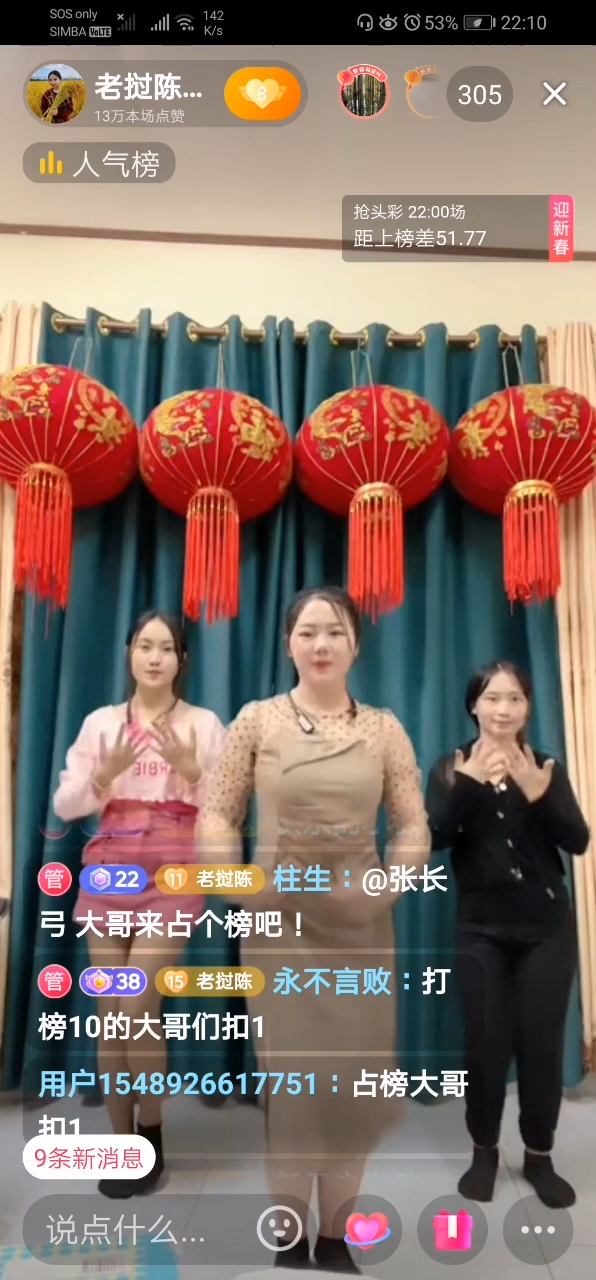 SOS only
142
SIMBA VoLTE
K/s
53%
22:10
老挝陈...
13万本场点赞
8
305
人气榜
抢头彩 22:00场
距上榜差51.77
迎新春
管 22 11 老挝陈 柱生：@张长
弓 大哥来占个榜吧！
管 38 15 老挝陈 永不言败：打
榜10的大哥们扣1
用户1548926617751：占榜大哥
扣1
9条新消息
说点什么...